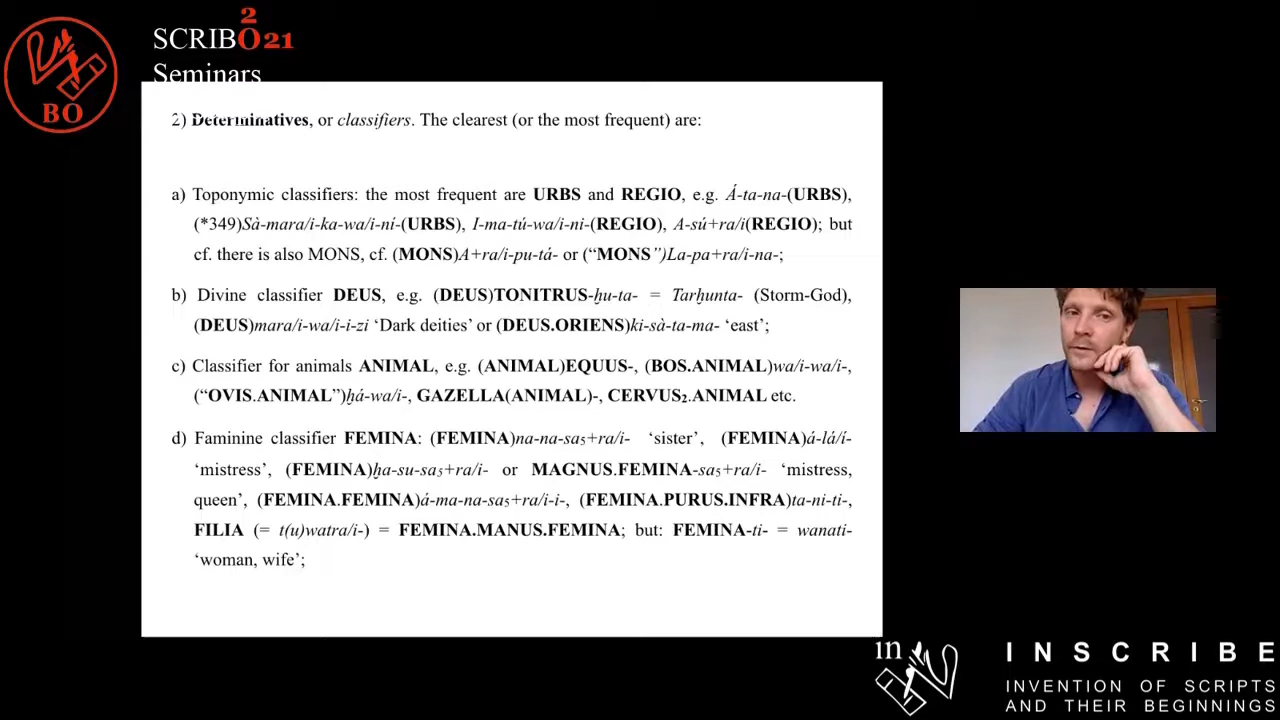 SCRIBO2021
Seminars
BO
2) Determinatives, or classifiers. The clearest (or the most frequent) are:
a) Toponymic classifiers: the most frequent are URBS and REGIO, e.g. Á-ta-na-(URBS),
(*349)Sà-mara/i-ka-wa/i-ní-(URBS), I-ma-tú-wa/i-ni-(REGIO), A-sú+ra/i(REGIO); but
cf. there is also MONS, cf. (MONS)A+ra/i-pu-tá- or (“MONS”)La-pa+ra/i-na-;
b) Divine classifier DEUS, e.g. (DEUS)TONITRUS-ḫu-ta- = Tarḫunta- (Storm-God),
(DEUS)mara/i-wa/i-i-zi ‘Dark deities’ or (DEUS.ORIENS)ki-sà-ta-ma- ‘east’;
c) Classifier for animals ANIMAL, e.g. (ANIMAL)EQUUS-, (BOS.ANIMAL)wa/i-wa/i-,
(“OVIS.ANIMAL”)ḫá-wa/i-, GAZELLA(ANIMAL)-, CERVUS₂.ANIMAL etc.
d) Faminine classifier FEMINA: (FEMINA)na-na-sa₅+ra/i- ‘sister’, (FEMINA)á-lá/í-
‘mistress’, (FEMINA)ḫa-su-sa₅+ra/i- or MAGNUS.FEMINA-sa₅+ra/i- ‘mistress,
queen’, (FEMINA.FEMINA)á-ma-na-sa₅+ra/i-i-, (FEMINA.PURUS.INFRA)ta-ni-ti-,
FILIA (= t(u)watra/i-) = FEMINA.MANUS.FEMINA; but: FEMINA-ti- = wanati-
‘woman, wife’;
in
INSCRIBE
INVENTION OF SCRIPTS
AND THEIR BEGINNINGS